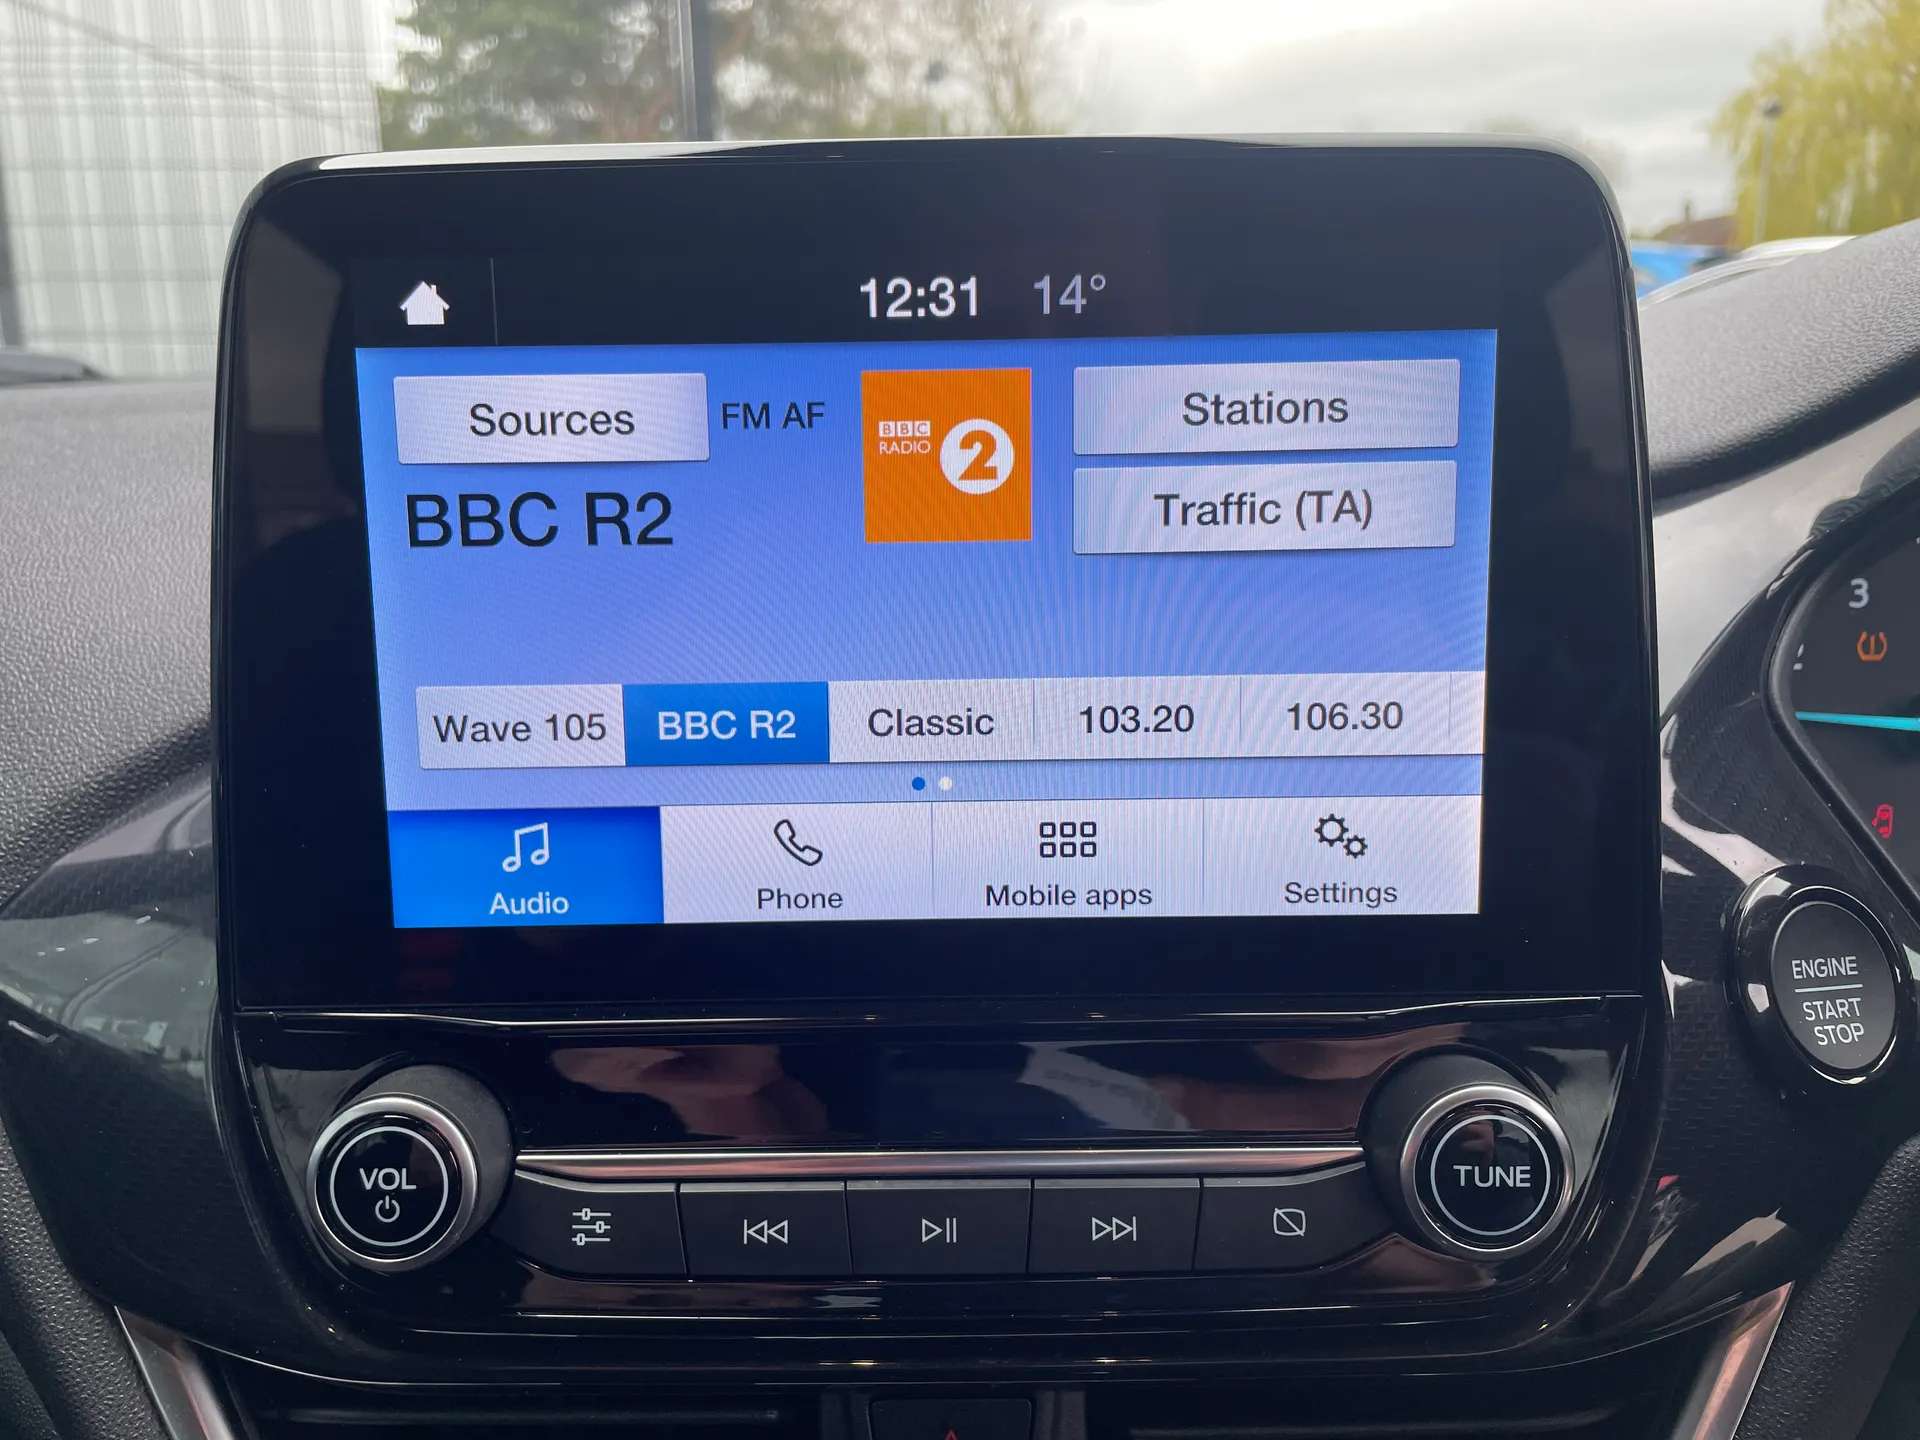 12:31 14°
Sources FM AF
BBC RADIO 2
Stations
BBC R2
Traffic (TA)
3
Wave 105 BBC R2 Classic 103.20 106.30
Audio Phone Mobile apps Settings
ENGINE
START
STOP
VOL
TUNE